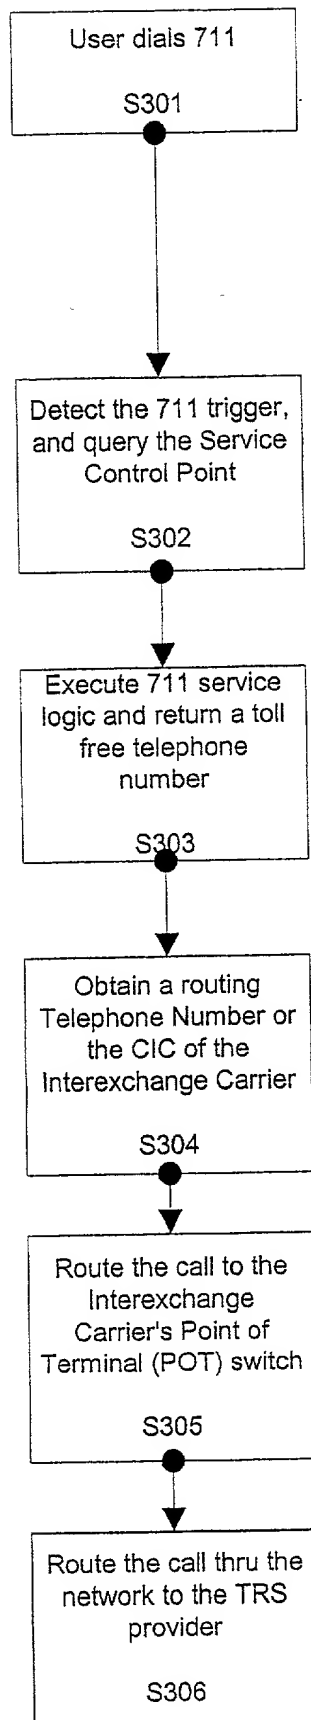 User dials 711
S301
Detect the 711 trigger,
and query the Service
Control Point
S302
Execute 711 service
logic and return a toll
free telephone
number
S303
Obtain a routing
Telephone Number or
the CIC of the
Interexchange Carrier
S304
Route the call to the
Interexchange
Carrier's Point of
Terminal (POT) switch
S305
Route the call thru the
network to the TRS
provider
S306